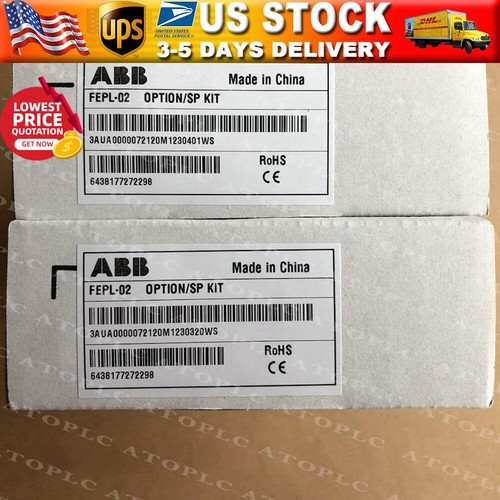 ups
UNITED STATES
POSTAL SERVICE
US STOCK
DHL
3-5 DAYS DELIVERY
LOWEST
PRICE
QUOTATION
GET NOW
ABB
Made in China
FEPL-02 OPTION/SP KIT
3AUA0000072120M1230401WS
RoHS
CE
6438177272298
ABB
Made in China
FEPL-02 OPTION/SP KIT
3AUA0000072120M1230320WS
RoHS
CE
6438177272298
ATOPLC ATOPLC ATOPLC ATOPLC